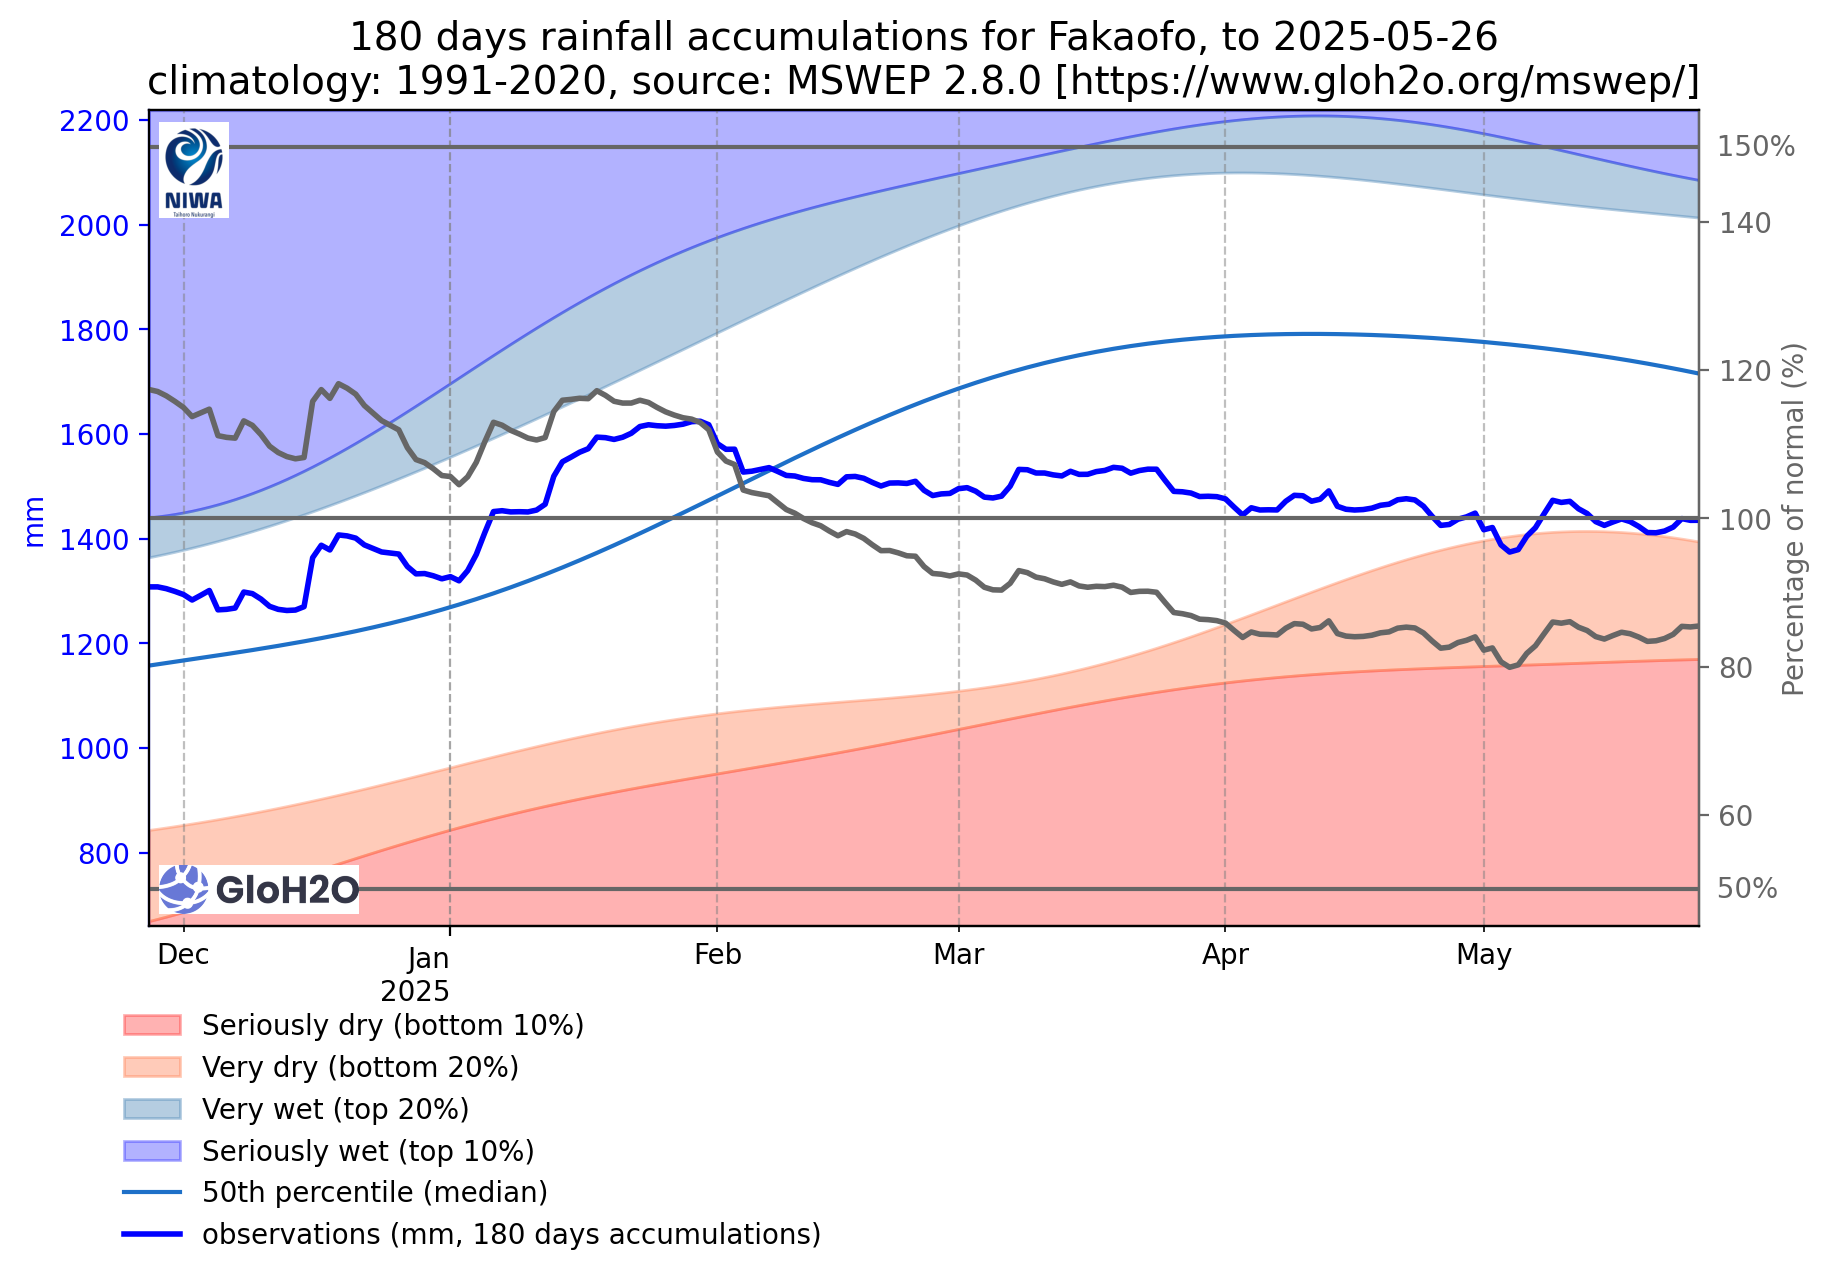 180 days rainfall accumulations for Fakaofo, to 2025-05-26
climatology: 1991-2020, source: MSWEP 2.8.0 [https://www.gloh2o.org/mswep/]
2200
2000
1800
1600
1400
1200
1000
800
mm
NIWA
Taihoro Nukurangi
GloH2O
150%
140
120
100
80
60
50%
Percentage of normal (%)
Dec
Jan
2025
Feb
Mar
Apr
May
Seriously dry (bottom 10%)
Very dry (bottom 20%)
Very wet (top 20%)
Seriously wet (top 10%)
50th percentile (median)
observations (mm, 180 days accumulations)